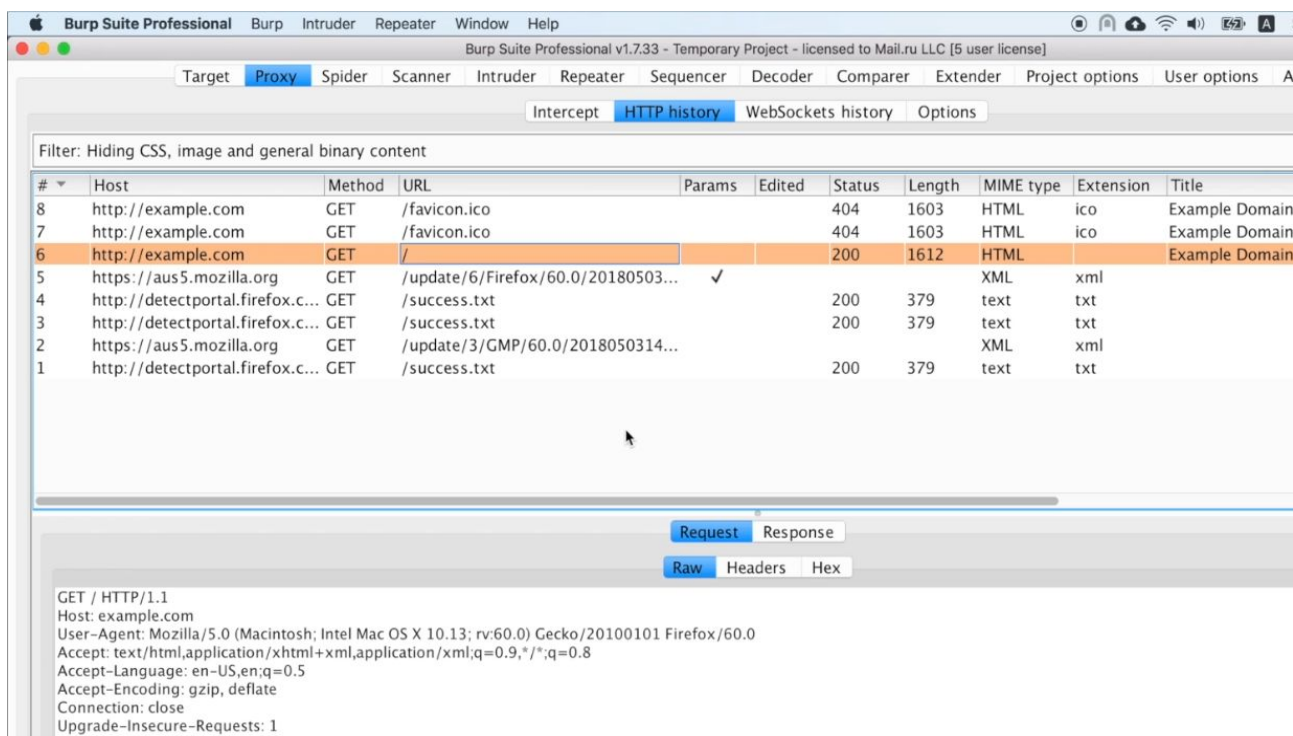 Burp Suite Professional Burp Intruder Repeater Window Help A
Burp Suite Professional v1.7.33 - Temporary Project - licensed to Mail.ru LLC [5 user license]
Target Proxy Spider Scanner Intruder Repeater Sequencer Decoder Comparer Extender Project options User options A
Intercept HTTP history WebSockets history Options
Filter: Hiding CSS, image and general binary content
# Host Method URL Params Edited Status Length MIME type Extension Title
8 http://example.com GET /favicon.ico 404 1603 HTML ico Example Domain
7 http://example.com GET /favicon.ico 404 1603 HTML ico Example Domain
6 http://example.com GET / 200 1612 HTML Example Domain
5 https://aus5.mozilla.org GET /update/6/Firefox/60.0/20180503... ✓ XML xml
4 http://detectportal.firefox.c... GET /success.txt 200 379 text txt
3 http://detectportal.firefox.c... GET /success.txt 200 379 text txt
2 https://aus5.mozilla.org GET /update/3/GMP/60.0/2018050314... XML xml
1 http://detectportal.firefox.c... GET /success.txt 200 379 text txt
Request Response
Raw Headers Hex
GET / HTTP/1.1
Host: example.com
User-Agent: Mozilla/5.0 (Macintosh; Intel Mac OS X 10.13; rv:60.0) Gecko/20100101 Firefox/60.0
Accept: text/html,application/xhtml+xml,application/xml;q=0.9,*/*;q=0.8
Accept-Language: en-US,en;q=0.5
Accept-Encoding: gzip, deflate
Connection: close
Upgrade-Insecure-Requests: 1